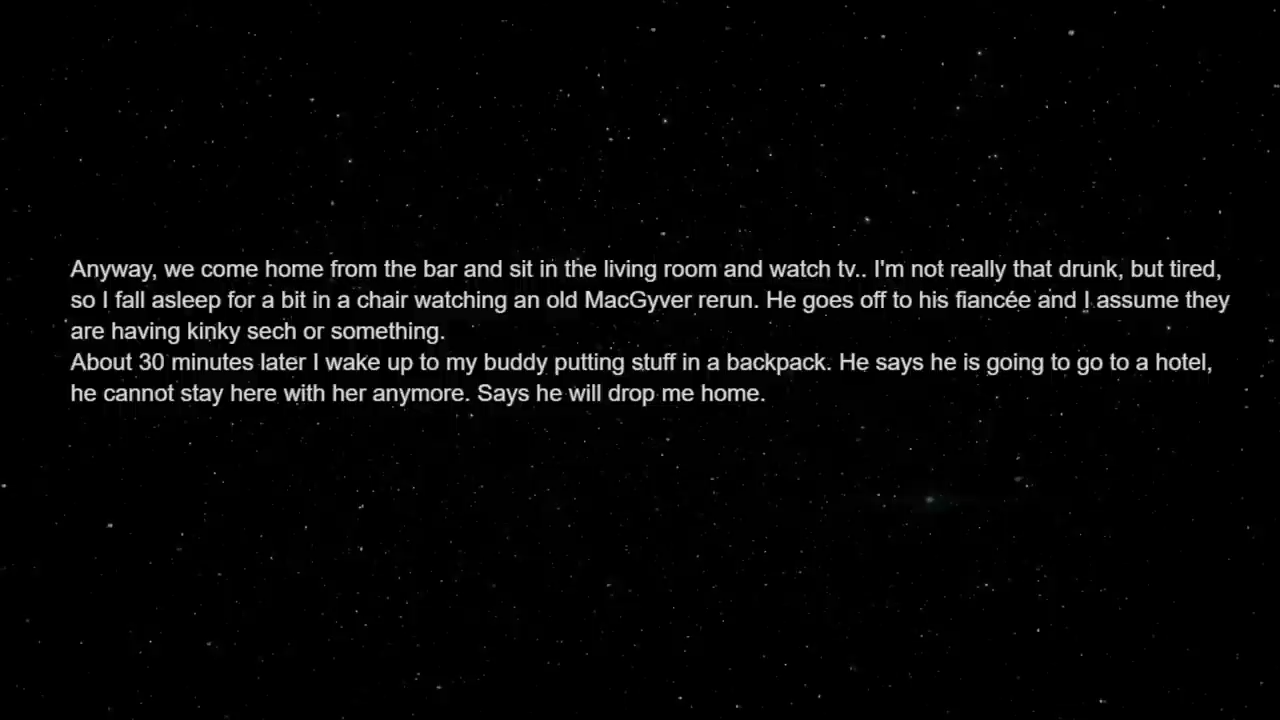 Anyway, we come home from the bar and sit in the living room and watch tv.. I'm not really that drunk, but tired,
so I fall asleep for a bit in a chair watching an old MacGyver rerun. He goes off to his fiancée and I assume they
are having kinky sech or something.
About 30 minutes later I wake up to my buddy putting stuff in a backpack. He says he is going to go to a hotel,
he cannot stay here with her anymore. Says he will drop me home.